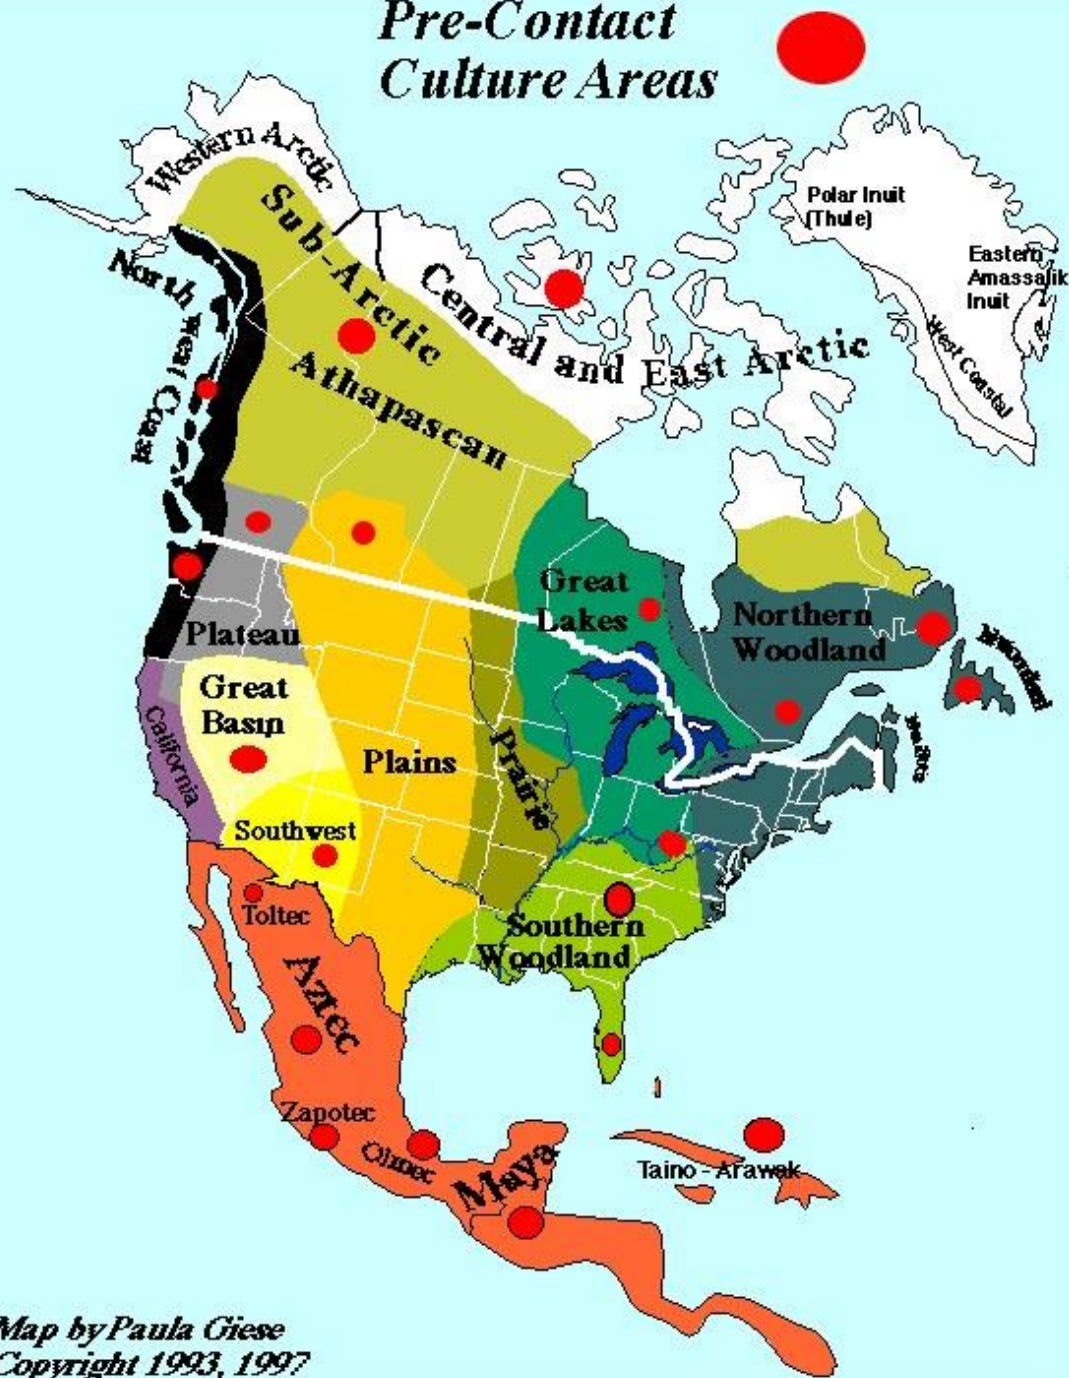 Pre-Contact
Culture Areas
Western Arctic
Polar Inuit
(Thule)
Eastern
Amassalik
Inuit
West Coastal
Sub-Arctic
Athapascan
Central and East Arctic
North West Coast
Great
Lakes
Northern
Woodland
Plateau
Great
Basin
California
Plains
Prairie
Southwest
Toltec
Southern
Woodland
Aztec
Zapotec
Olmec
Maya
Taino - Arawak
Map by Paula Giese
Copyright 1993, 1997